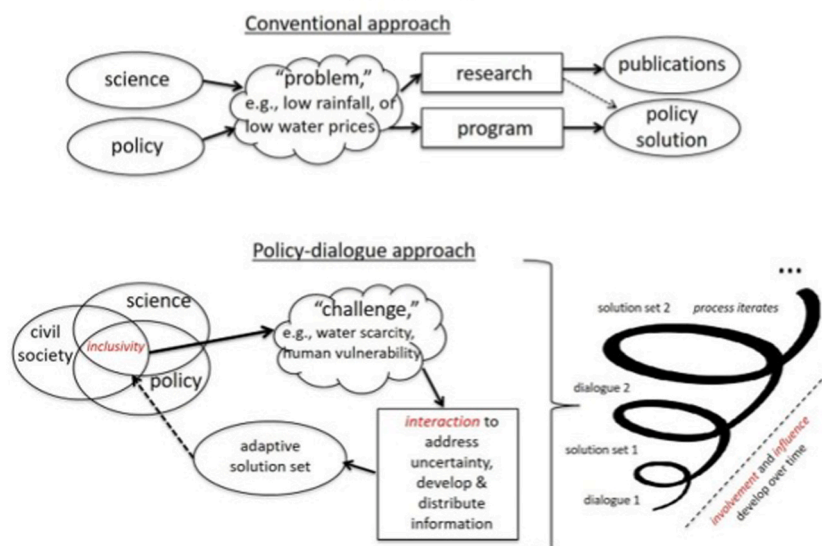 Conventional approach
science
policy
"problem,"
e.g., low rainfall, or
low water prices
research
program
publications
policy
solution
Policy-dialogue approach
science
civil
society
inclusivity
policy
"challenge,"
e.g., water scarcity,
human vulnerability
interaction to
address
uncertainty,
develop &
distribute
information
adaptive
solution set
...
solution set 2
process iterates
dialogue 2
solution set 1
dialogue 1
involvement and influence
develop over time